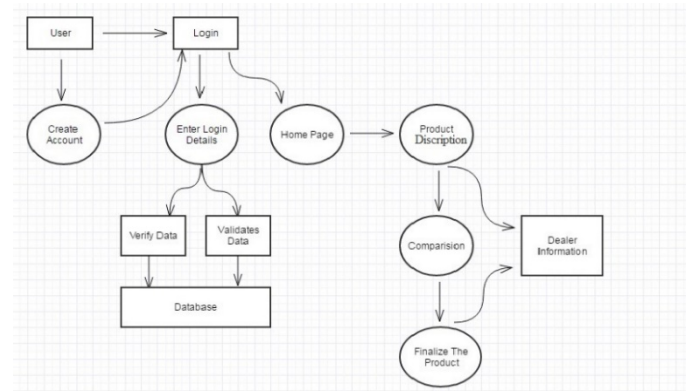 User
Login
Create
Account
Enter Login
Details
Home Page
Product
Discription
Verify Data
Validates
Data
Comparision
Dealer
Information
Database
Finalize The
Product